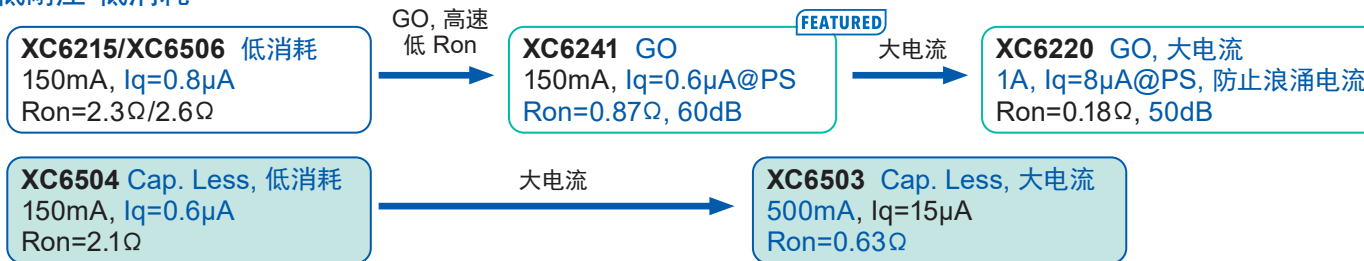 GO, 高速
低 Ron
FEATURED
XC6215/XC6506 低消耗
150mA, Iq=0.8μA
Ron=2.3Ω/2.6Ω
XC6241 GO
150mA, Iq=0.6μA@PS
Ron=0.87Ω, 60dB
大电流
XC6220 GO, 大电流
1A, Iq=8μA@PS, 防止浪涌电流
Ron=0.18Ω, 50dB
XC6504 Cap. Less, 低消耗
150mA, Iq=0.6μA
Ron=2.1Ω
大电流
XC6503 Cap. Less, 大电流
500mA, Iq=15μA
Ron=0.63Ω